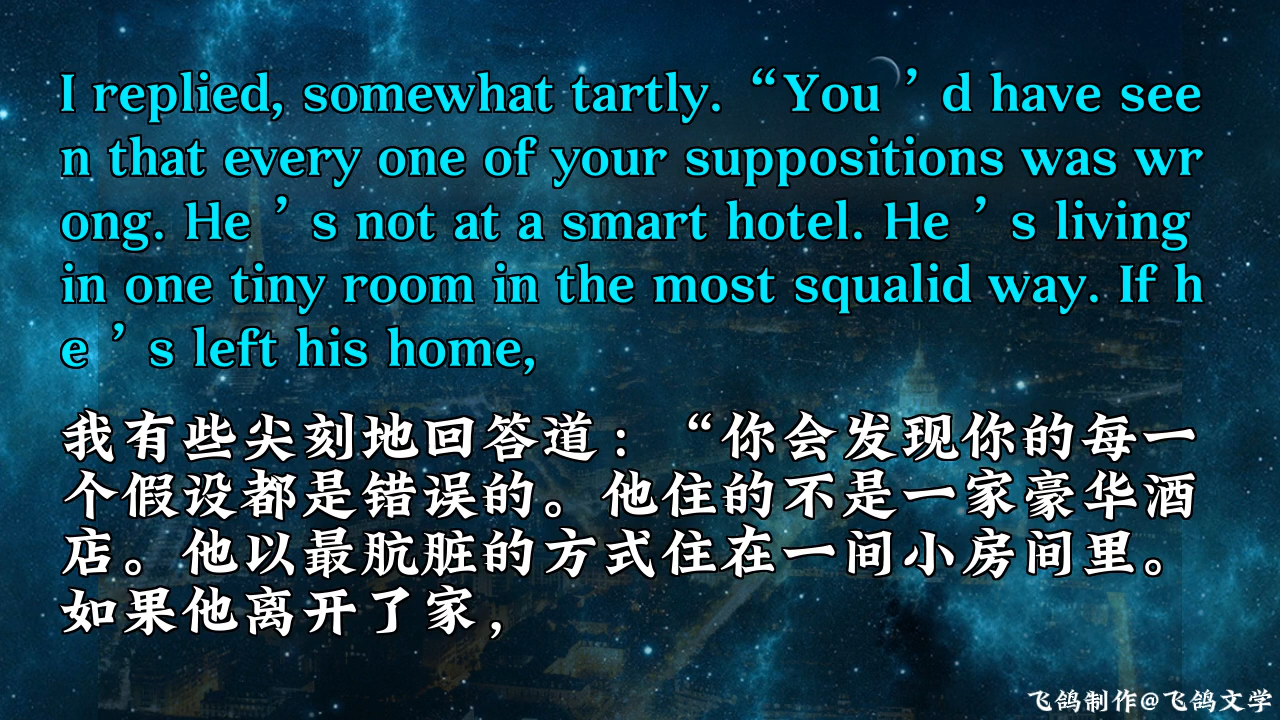 I replied, somewhat tartly. “You’d have see
n that every one of your suppositions was wr
ong. He’s not at a smart hotel. He’s living
in one tiny room in the most squalid way. If h
e’s left his home,
我有些尖刻地回答道：“你会发现你的每一
个假设都是错误的。他住的不是一家豪华酒
店。他以最肮脏的方式住在一间小房间里。
如果他离开了家，
飞鸽制作@飞鸽文学